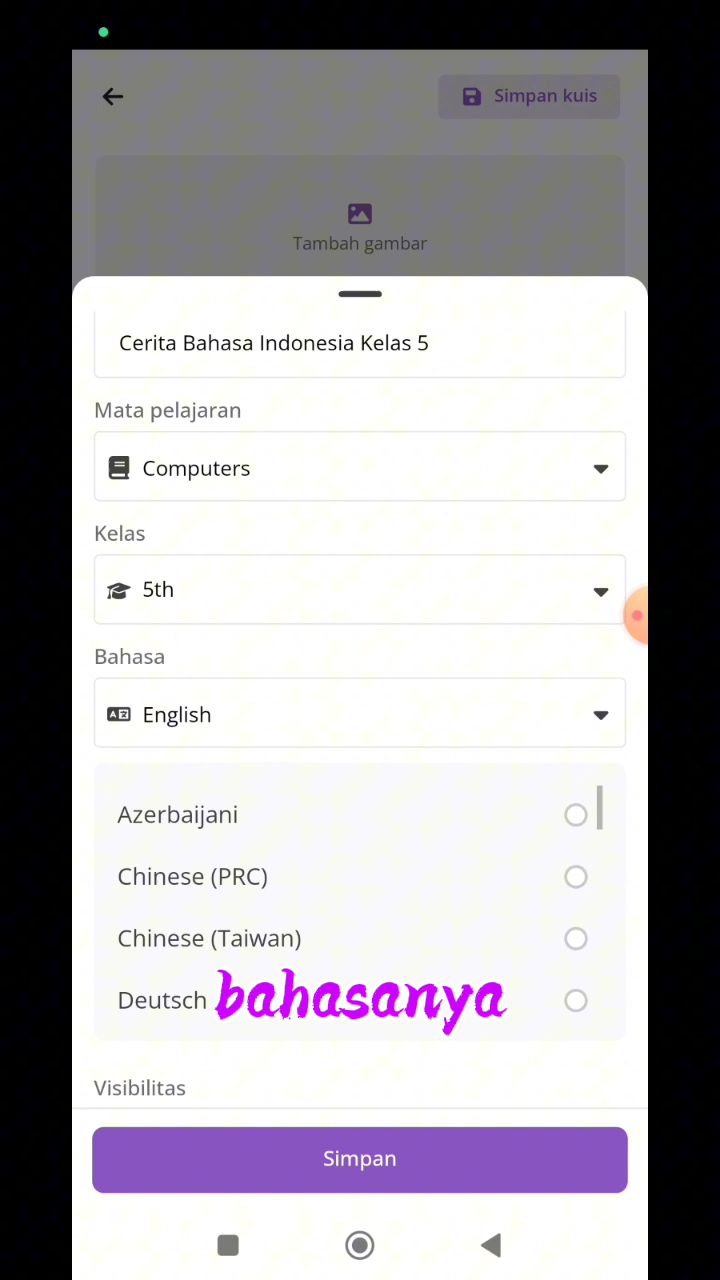 Simpan kuis
Tambah gambar
Cerita Bahasa Indonesia Kelas 5
Mata pelajaran
Computers
Kelas
5th
Bahasa
English
Azerbaijani
Chinese (PRC)
Chinese (Taiwan)
Deutsch
bahasanya
Visibilitas
Simpan